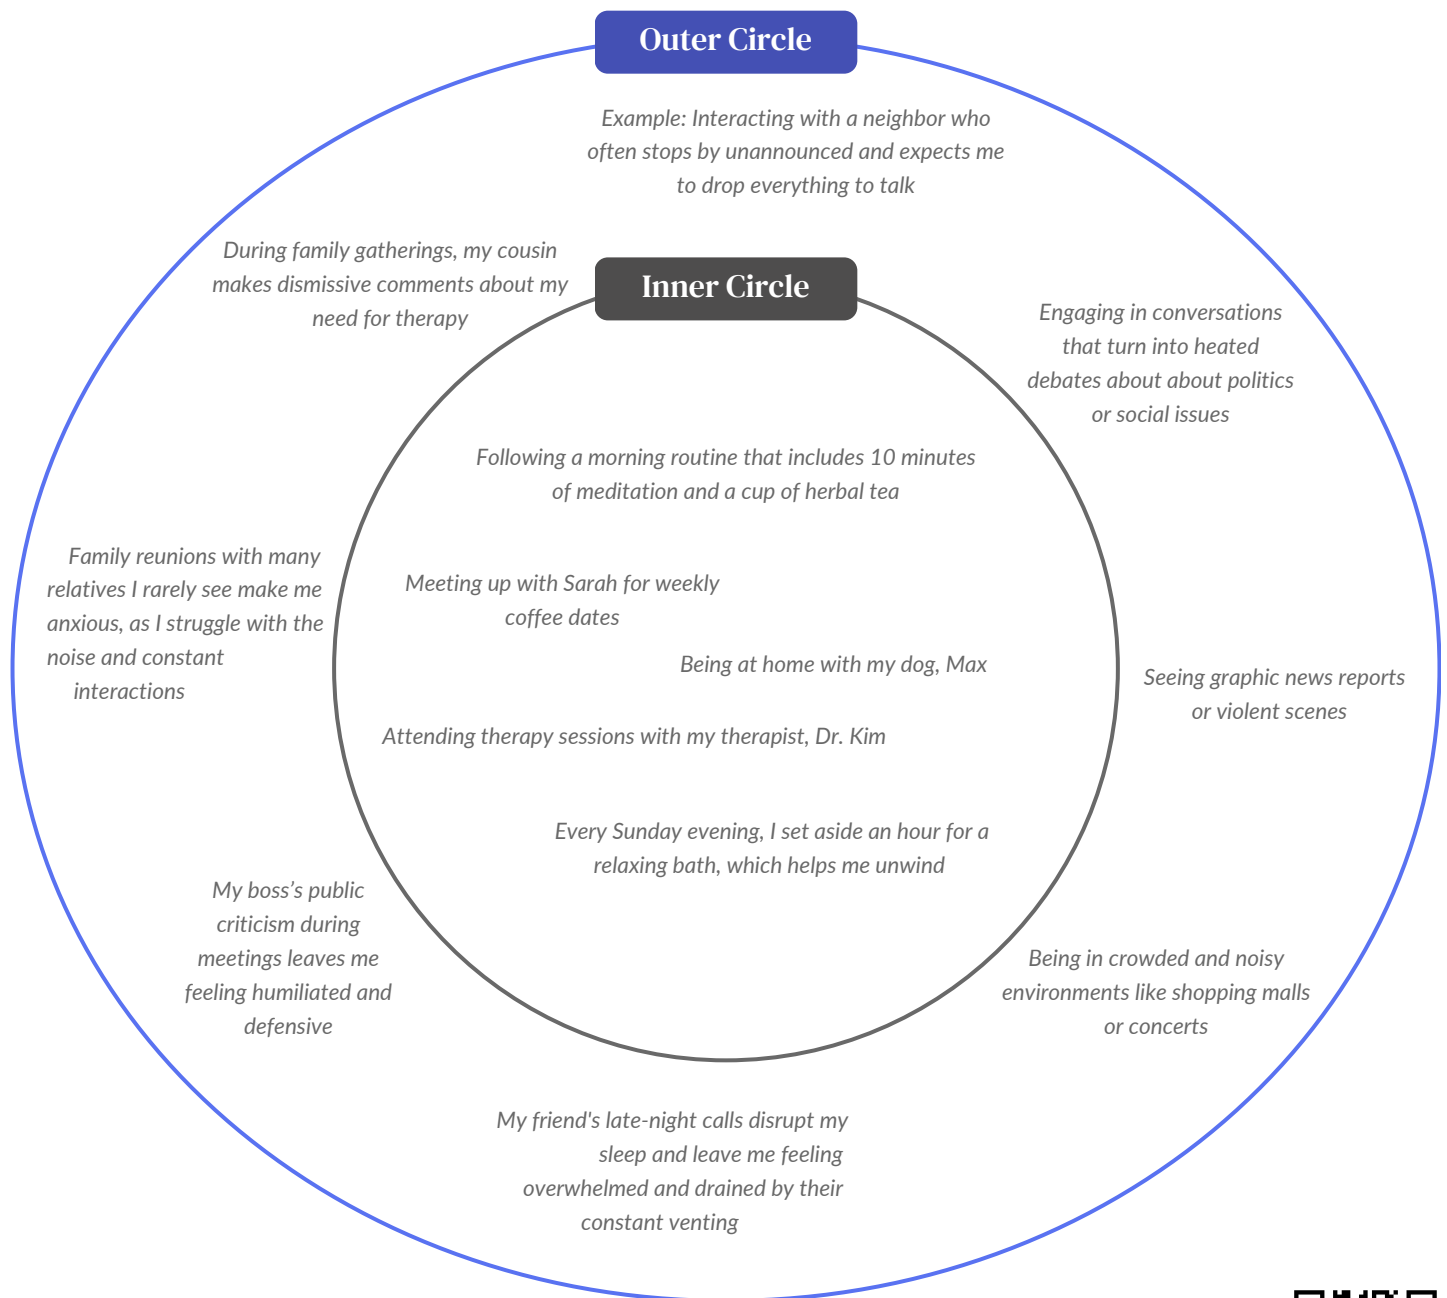 Outer Circle
Example: Interacting with a neighbor who
often stops by unannounced and expects me
to drop everything to talk
During family gatherings, my cousin
makes dismissive comments about my
need for therapy
Inner Circle
Engaging in conversations
that turn into heated
debates about about politics
or social issues
Following a morning routine that includes 10 minutes
of meditation and a cup of herbal tea
Family reunions with many
relatives I rarely see make me
anxious, as I struggle with the
noise and constant
interactions
Meeting up with Sarah for weekly
coffee dates
Being at home with my dog, Max
Seeing graphic news reports
or violent scenes
Attending therapy sessions with my therapist, Dr. Kim
Every Sunday evening, I set aside an hour for a
relaxing bath, which helps me unwind
My boss’s public
criticism during
meetings leaves me
feeling humiliated and
defensive
Being in crowded and noisy
environments like shopping malls
or concerts
My friend's late-night calls disrupt my
sleep and leave me feeling
overwhelmed and drained by their
constant venting